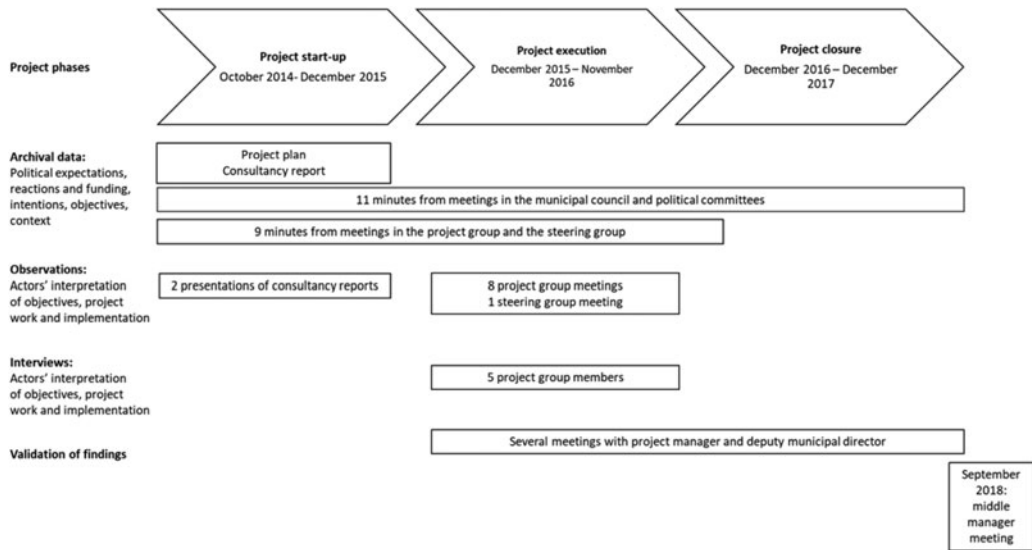 Project phases
Project start-up
October 2014- December 2015
Project execution
December 2015 – November
2016
Project closure
December 2016 – December
2017
Archival data:
Political expectations,
reactions and funding,
intentions, objectives,
context
Project plan
Consultancy report
11 minutes from meetings in the municipal council and political committees
9 minutes from meetings in the project group and the steering group
Observations:
Actors' interpretation
of objectives, project
work and implementation
2 presentations of consultancy reports
8 project group meetings
1 steering group meeting
Interviews:
Actors' interpretation
of objectives, project
work and implementation
5 project group members
Validation of findings
Several meetings with project manager and deputy municipal director
September
2018:
middle
manager
meeting